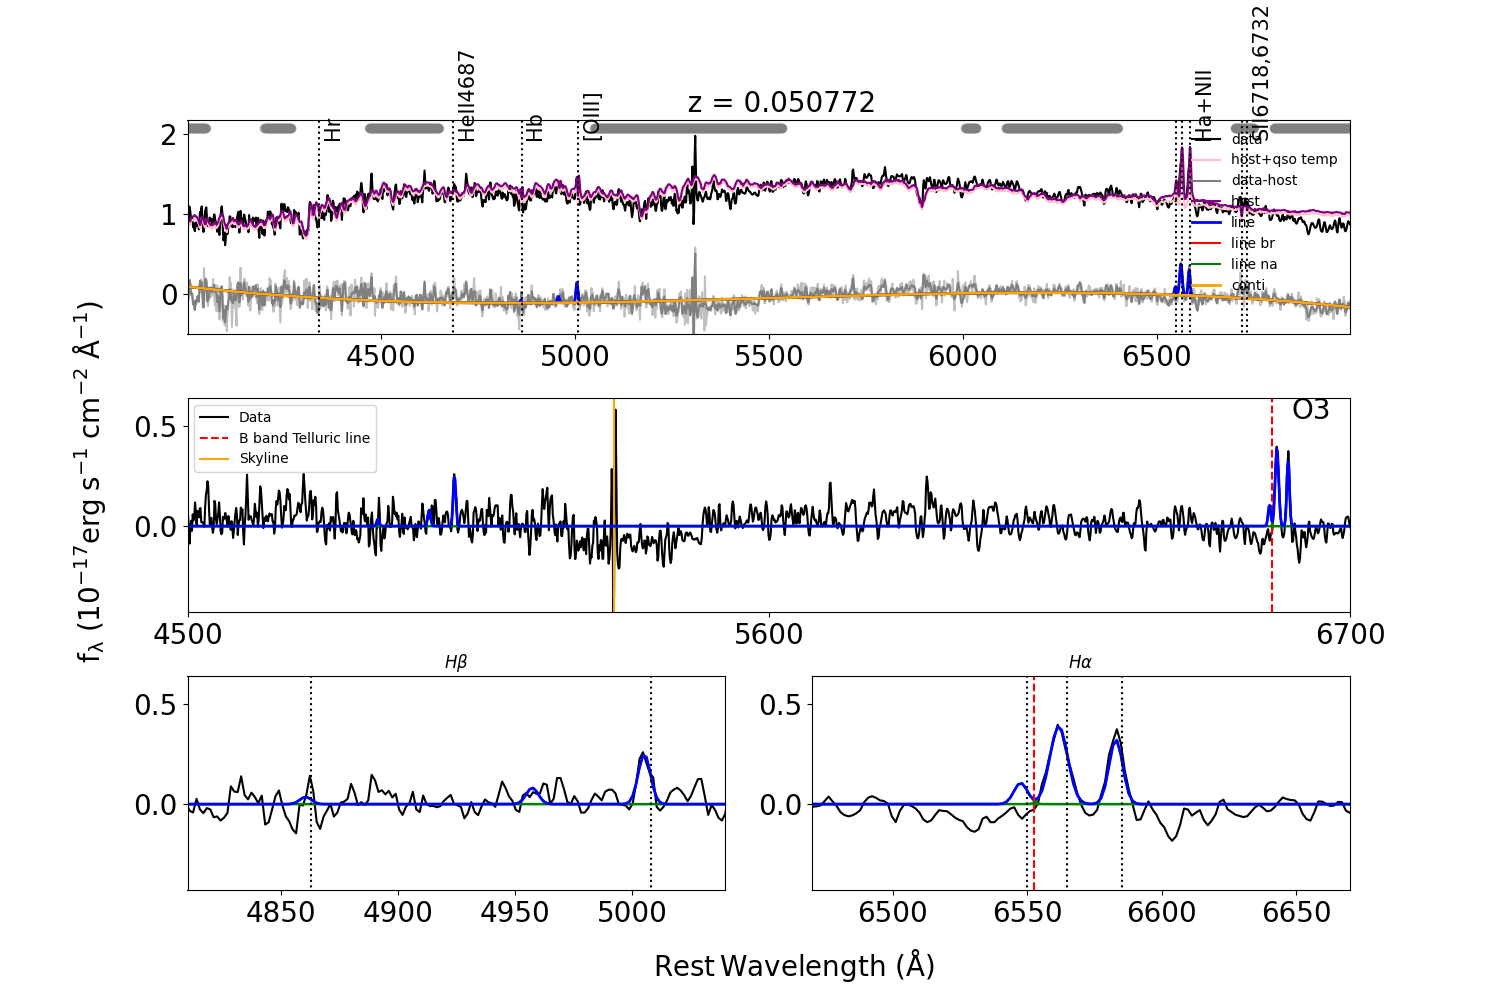 z = 0.050772
Hr
HeII4687
Hb
[OIII]
Ha+NII
SII6718,6732
2
1
0
data
host+qso temp
data-host
host
line
line br
line na
conti
4500 5000 5500 6000 6500
f_λ (10⁻¹⁷erg s⁻¹ cm⁻² Å⁻¹)
0.5
0.0
Data
B band Telluric line
Skyline
O3
4500 5600 6700
Hβ
0.5
0.0
4850 4900 4950 5000
Hα
0.5
0.0
6500 6550 6600 6650
Rest Wavelength (Å)